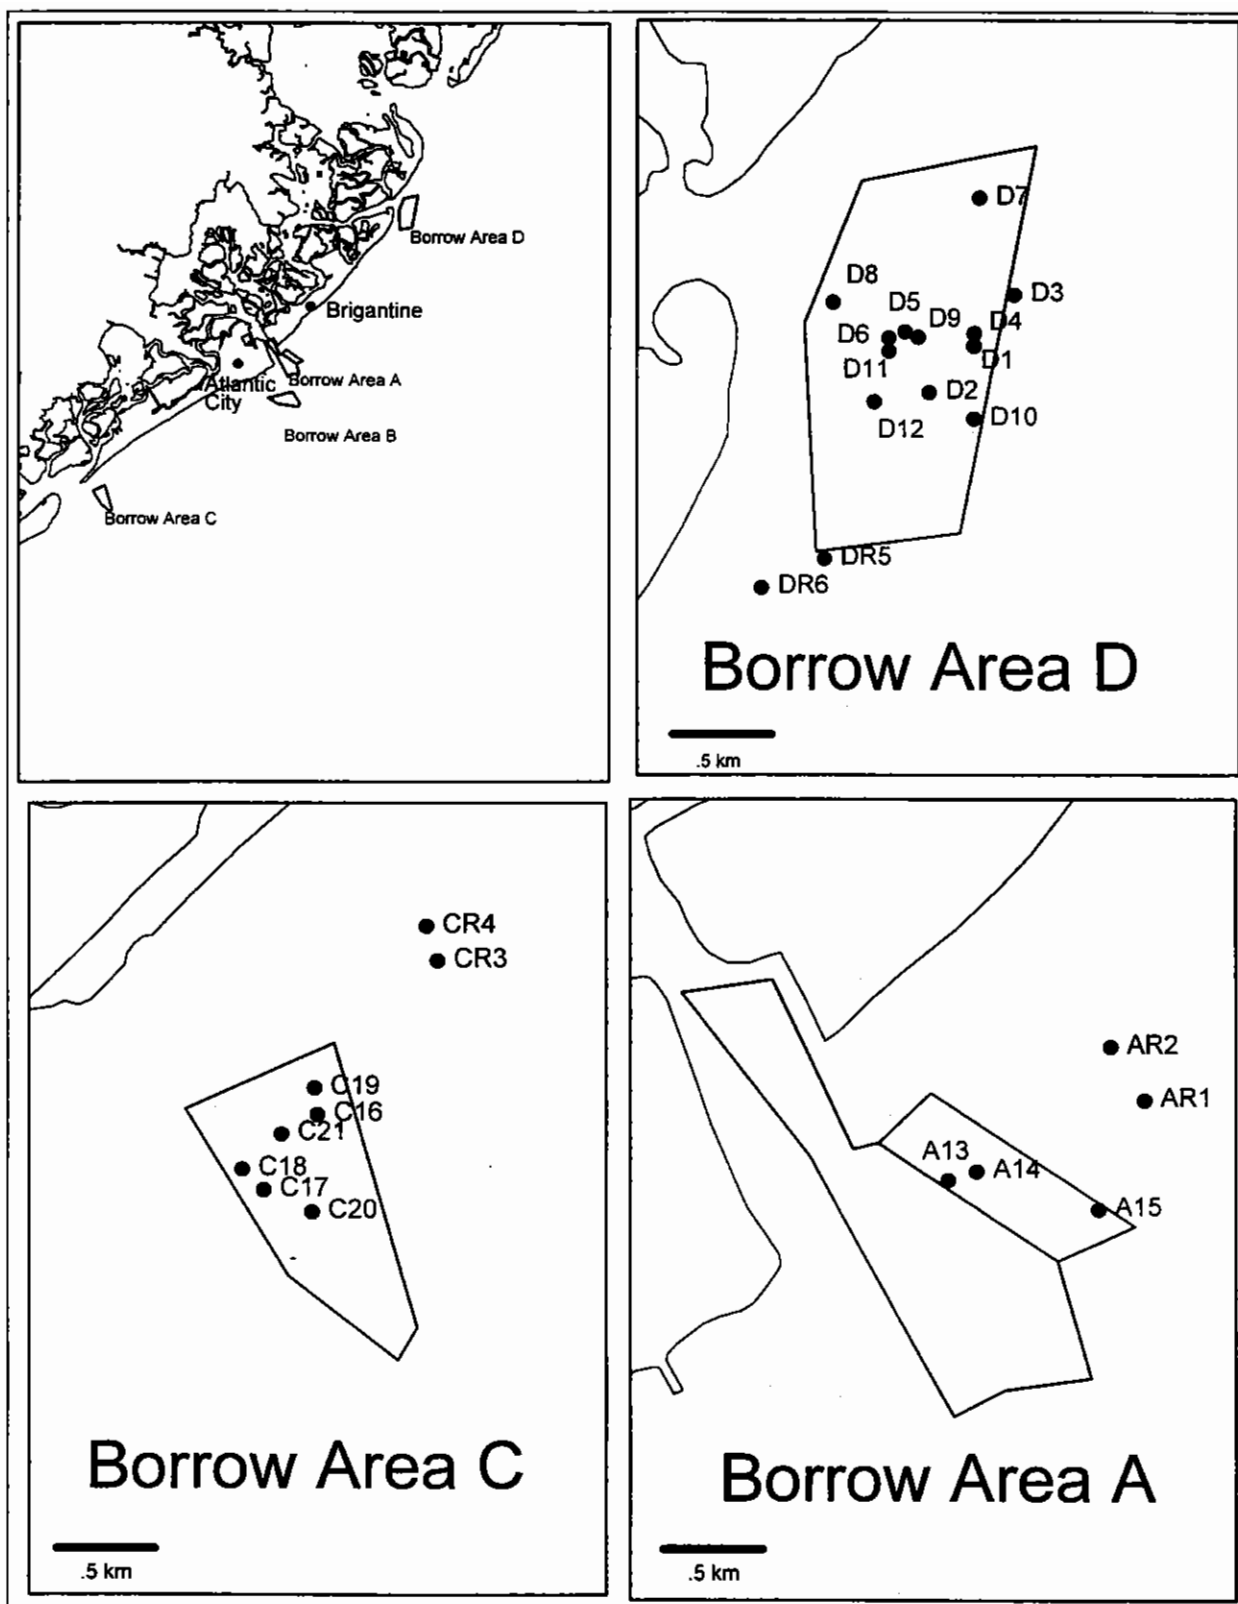 Borrow Area D
Brigantine
Borrow Area A
Atlantic
City
Borrow Area B
Borrow Area C
D7
D3
D8
D5
D9
D4
D6
D1
D11
D2
D12
D10
DR5
DR6
Borrow Area D
.5 km
CR4
CR3
C19
C16
C21
C18
C17
C20
Borrow Area C
.5 km
AR2
AR1
A13
A14
A15
Borrow Area A
.5 km